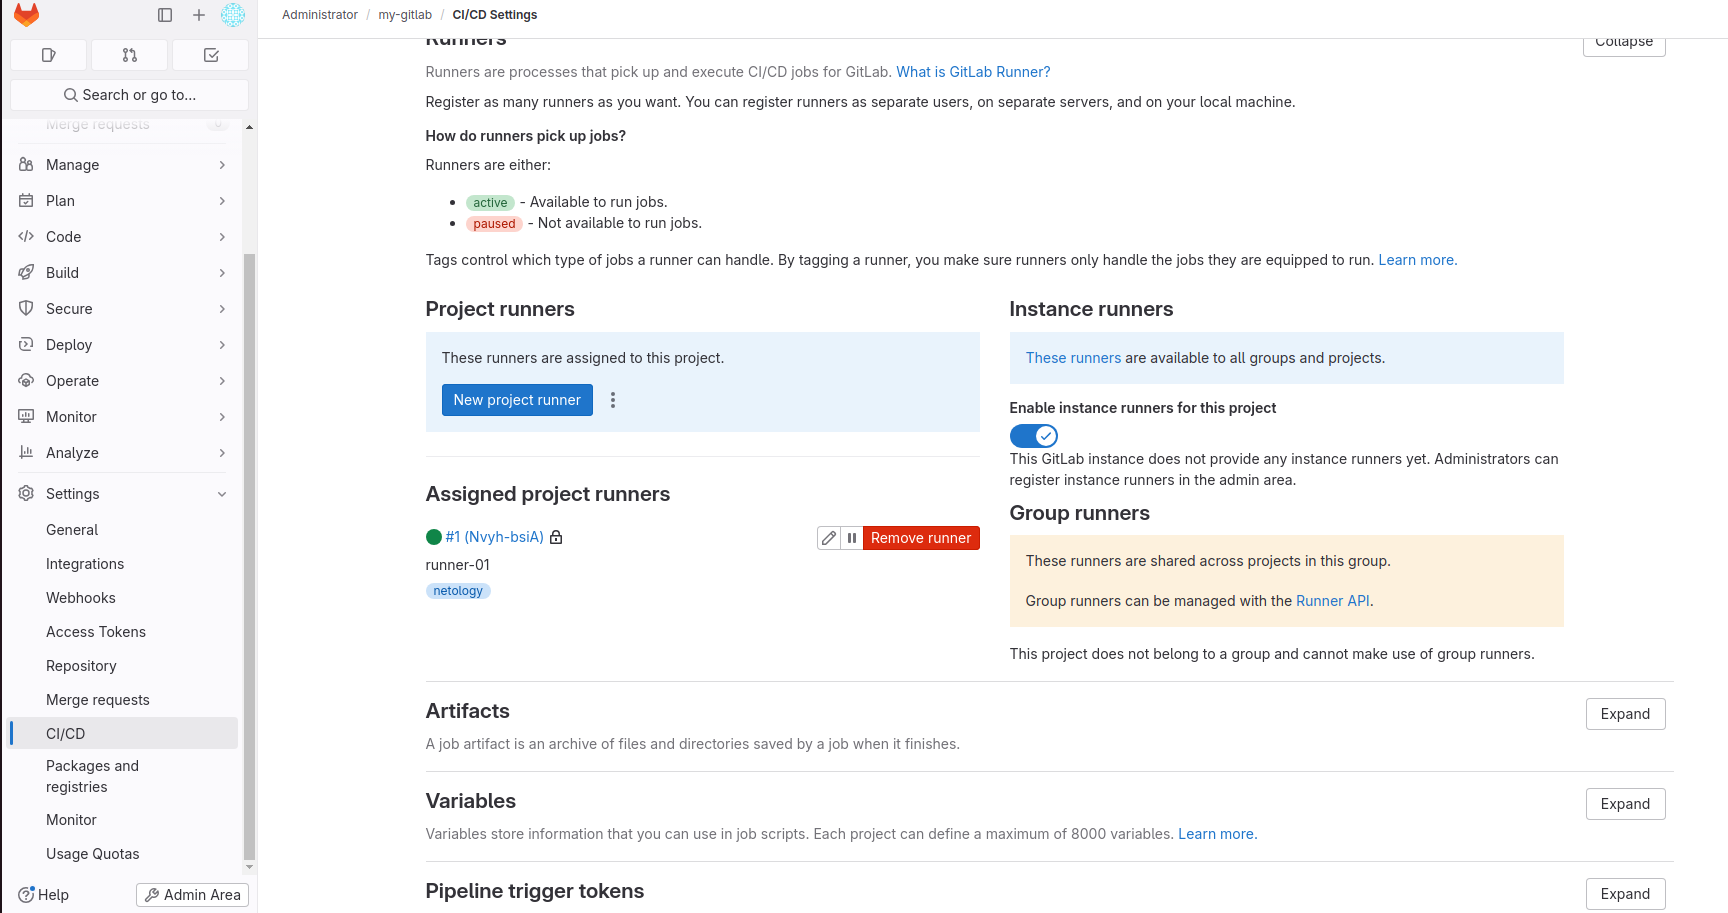 Administrator / my-gitlab / CI/CD Settings
Search or go to...
Merge requests
Manage
Plan
Code
Build
Secure
Deploy
Operate
Monitor
Analyze
Settings
General
Integrations
Webhooks
Access Tokens
Repository
Merge requests
CI/CD
Packages and
registries
Monitor
Usage Quotas
Help
Admin Area
Runners
Collapse
Runners are processes that pick up and execute CI/CD jobs for GitLab. What is GitLab Runner?
Register as many runners as you want. You can register runners as separate users, on separate servers, and on your local machine.
How do runners pick up jobs?
Runners are either:
• active - Available to run jobs.
• paused - Not available to run jobs.
Tags control which type of jobs a runner can handle. By tagging a runner, you make sure runners only handle the jobs they are equipped to run. Learn more.
Project runners
These runners are assigned to this project.
New project runner
Assigned project runners
#1 (Nvyh-bsiA)
Remove runner
runner-01
netology
Instance runners
These runners are available to all groups and projects.
Enable instance runners for this project
This GitLab instance does not provide any instance runners yet. Administrators can
register instance runners in the admin area.
Group runners
These runners are shared across projects in this group.
Group runners can be managed with the Runner API.
This project does not belong to a group and cannot make use of group runners.
Artifacts
Expand
A job artifact is an archive of files and directories saved by a job when it finishes.
Variables
Expand
Variables store information that you can use in job scripts. Each project can define a maximum of 8000 variables. Learn more.
Pipeline trigger tokens
Expand